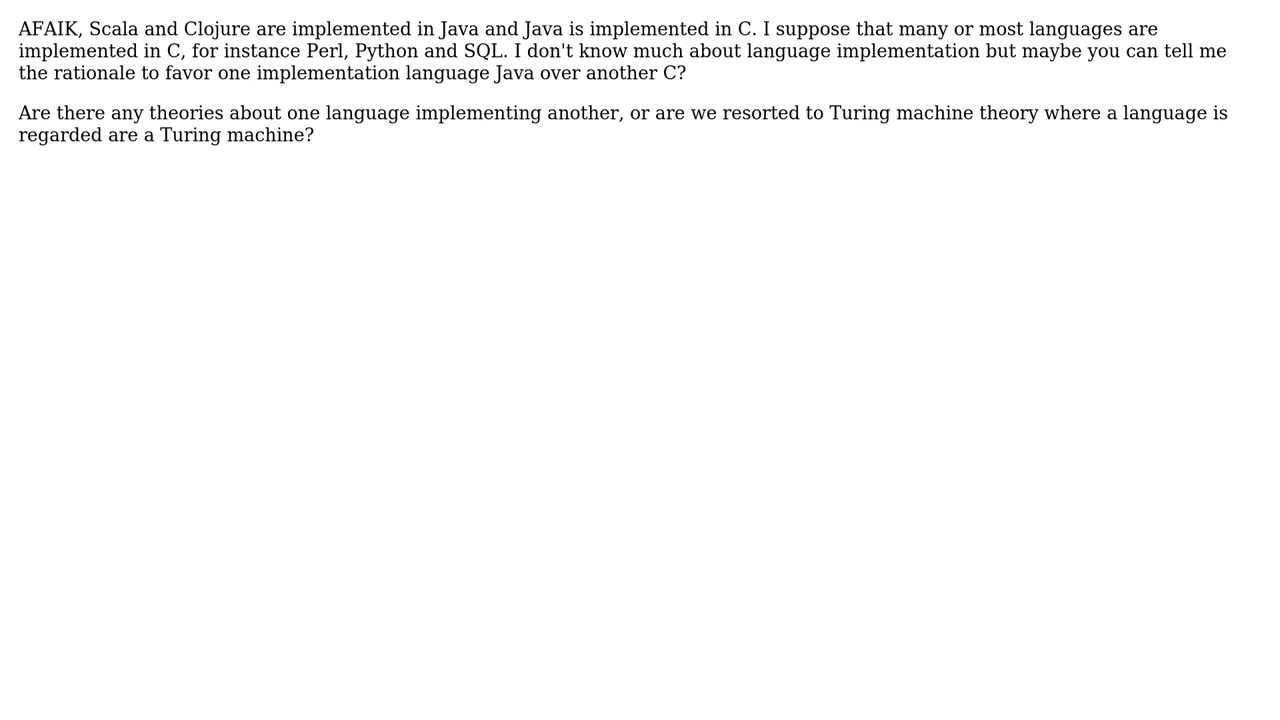 AFAIK, Scala and Clojure are implemented in Java and Java is implemented in C. I suppose that many or most languages are
implemented in C, for instance Perl, Python and SQL. I don't know much about language implementation but maybe you can tell me
the rationale to favor one implementation language Java over another C?
Are there any theories about one language implementing another, or are we resorted to Turing machine theory where a language is
regarded are a Turing machine?